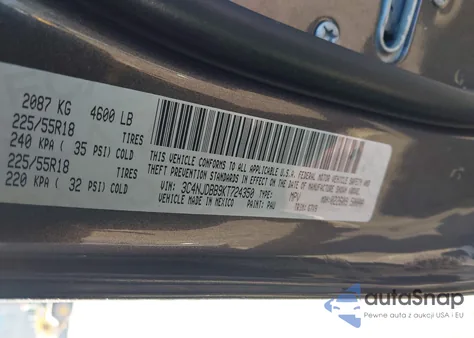 2087 KG 4600 LB
225/55R18 TIRES
240 KPA ( 35 PSI) COLD
225/55R18 TIRES
220 KPA ( 32 PSI) COLD
THIS VEHICLE CONFORMS TO ALL APPLICABLE FEDERAL MOTOR VEHICLE SAFETY AND
THEFT PREVENTION STANDARDS IN EFFECT ON THE DATE OF MANUFACTURE SHOWN ABOVE.
VIN: 3C4NJDBB9KT724350 TYPE: MPV
VEHICLE MADE IN MEXICO PAINT: PAU TRIM:
autoSnap
Pewne auta z aukcji USA i EU